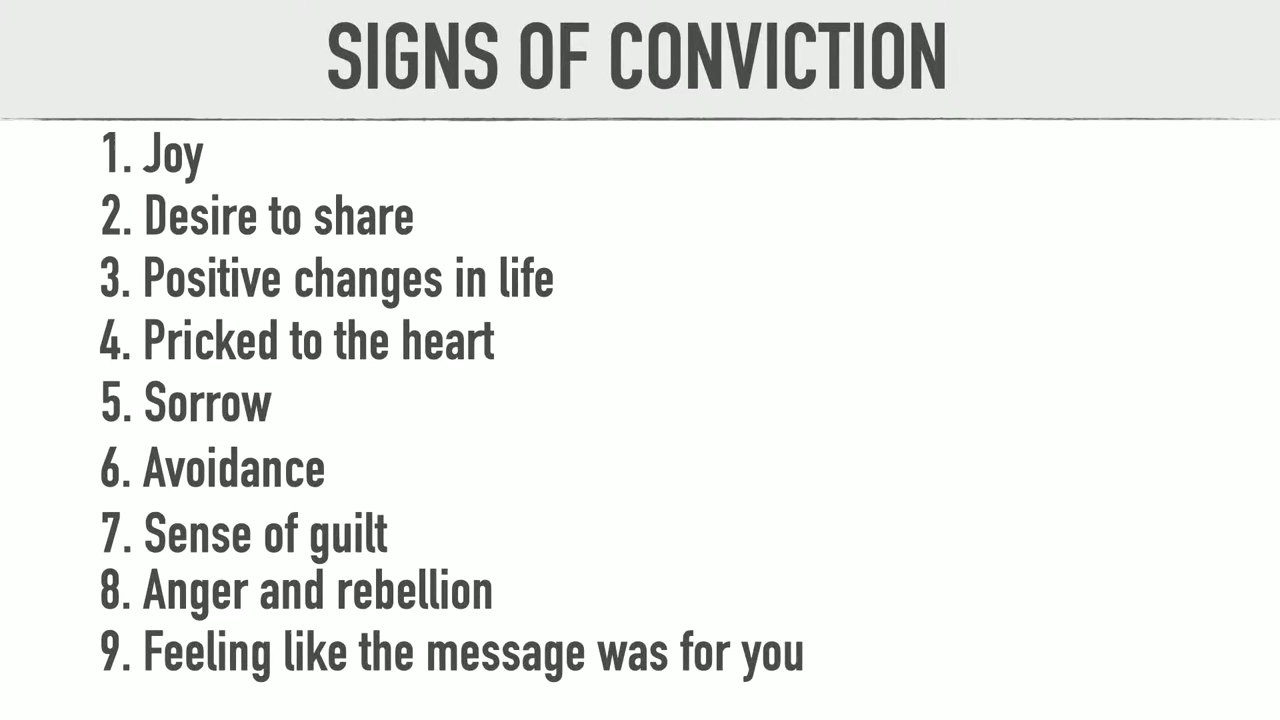 SIGNS OF CONVICTION
1. Joy
2. Desire to share
3. Positive changes in life
4. Pricked to the heart
5. Sorrow
6. Avoidance
7. Sense of guilt
8. Anger and rebellion
9. Feeling like the message was for you